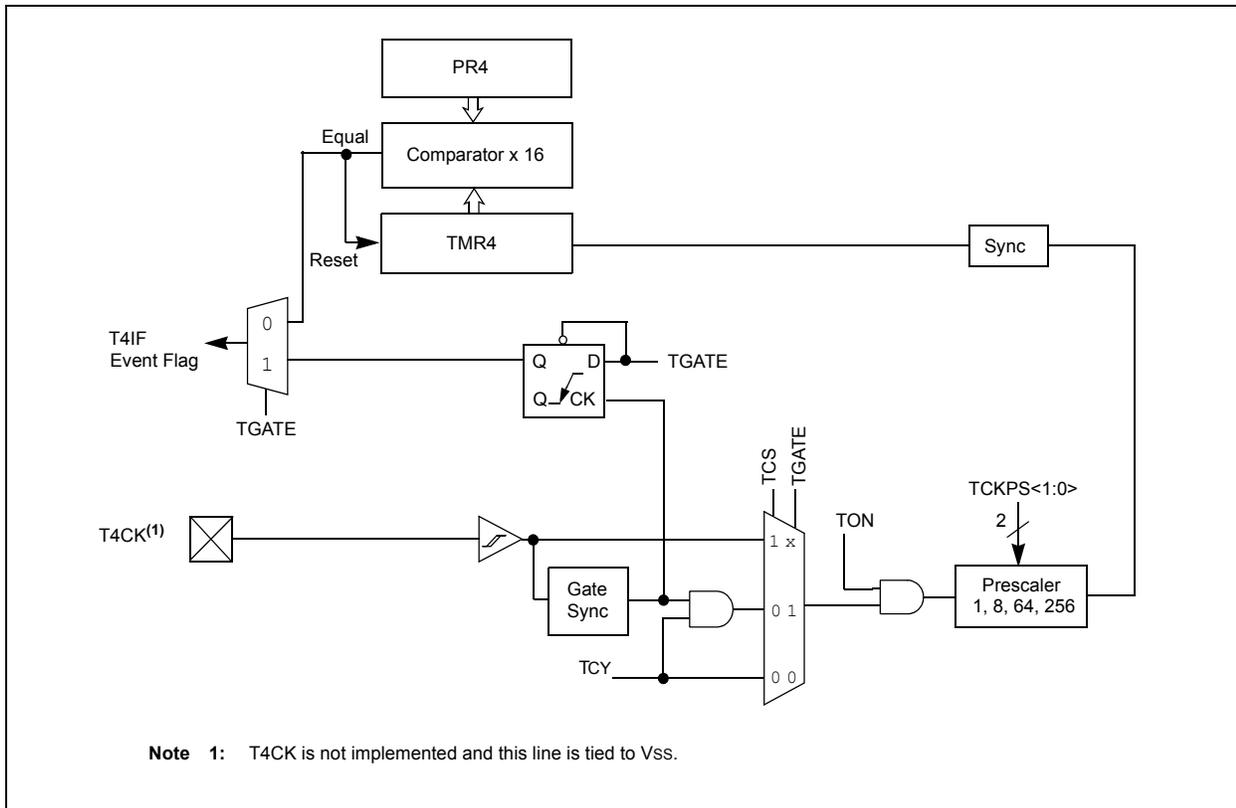 PR4
Equal
Comparator x 16
TMR4
Reset
Sync
0
T4IF
Event Flag
1
Q D
TGATE
Q CK
TGATE
TCS
TGATE
TCKPS<1:0>
2
TON
T4CK(1)
1 x
Gate
Sync
Prescaler
1, 8, 64, 256
0 1
TCY
0 0
Note 1: T4CK is not implemented and this line is tied to VSS.